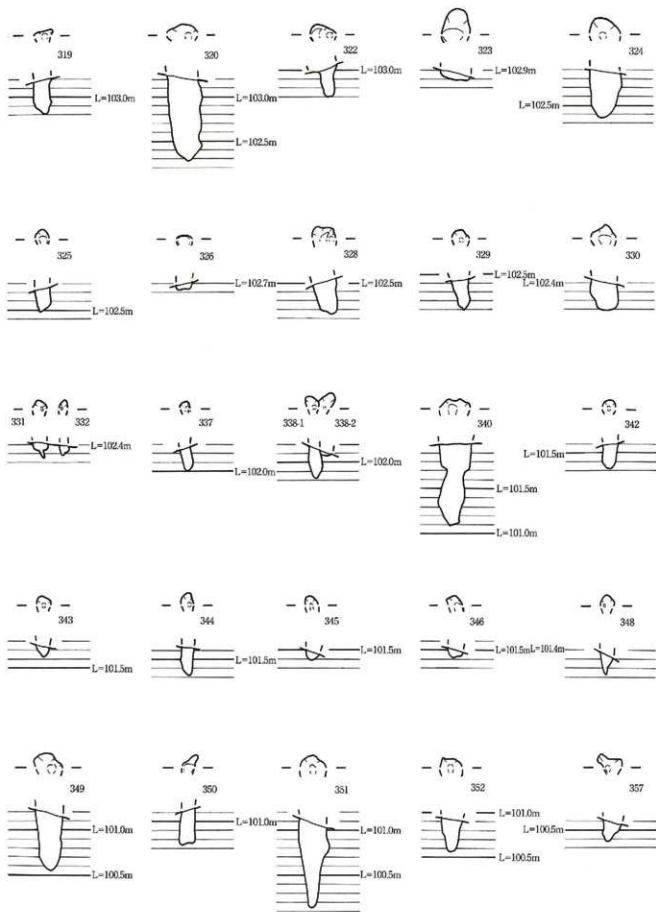 319
L=103.0m
320
L=103.0m
L=102.5m
322
L=103.0m
323
L=102.9m
324
L=102.5m
325
L=102.5m
326
L=102.7m
328
L=102.5m
329
L=102.5m
330
L=102.4m
331
332
L=102.4m
337
L=102.0m
338-1
338-2
L=102.0m
340
L=101.5m
L=101.0m
342
L=101.5m
343
L=101.5m
344
L=101.5m
345
L=101.5m
346
L=101.5m
348
L=101.4m
349
L=101.0m
L=100.5m
350
L=101.0m
351
L=101.0m
L=100.5m
352
L=101.0m
L=100.5m
357
L=100.5m